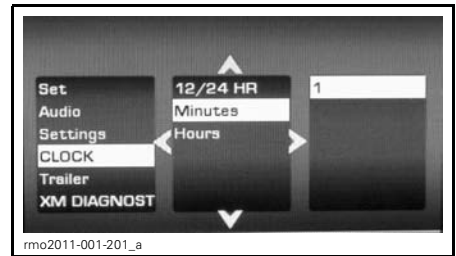 Set
Audio
Settings
CLOCK
Trailer
XM DIAGNOST
12/24 HR
Minutes
Hours
1
rmo2011-001-201_a